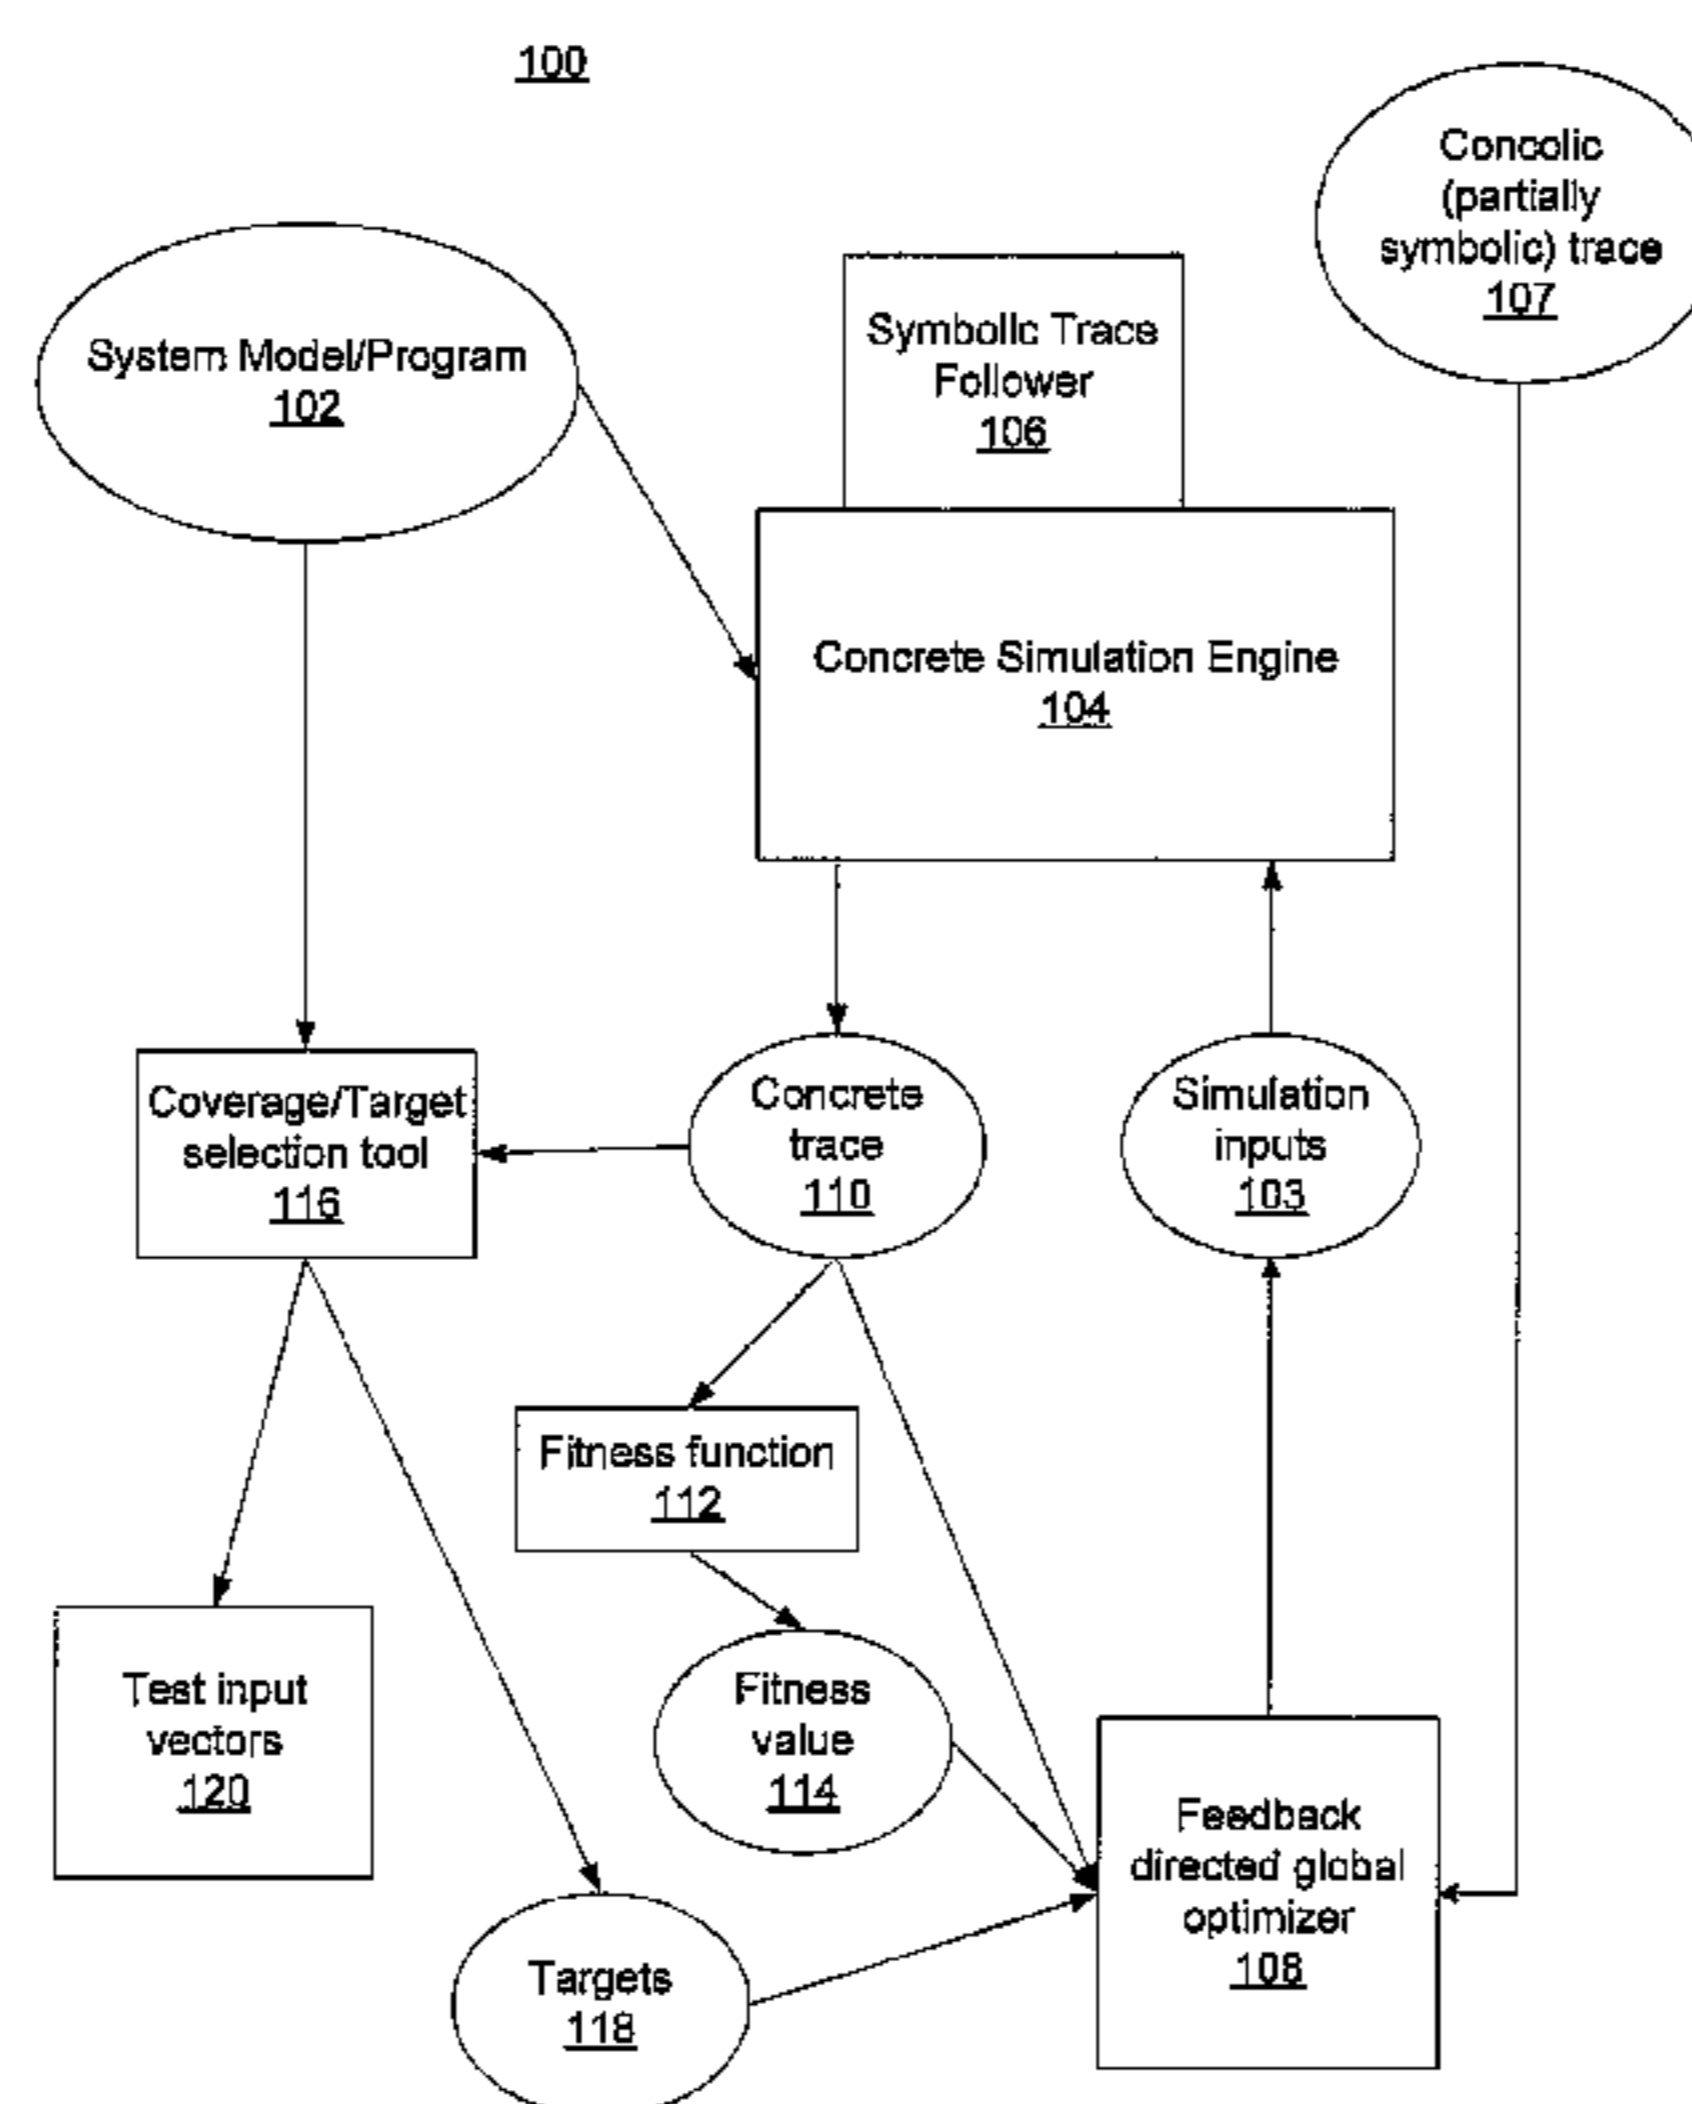 100
Concolic
(partially
symbolic) trace
107
System Model/Program
102
Symbolic Trace
Follower
106
Concrete Simulation Engine
104
Coverage/Target
selection tool
116
Concrete
trace
110
Simulation
inputs
103
Fitness function
112
Test input
vectors
120
Fitness
value
114
Feedback
directed global
optimizer
108
Targets
118